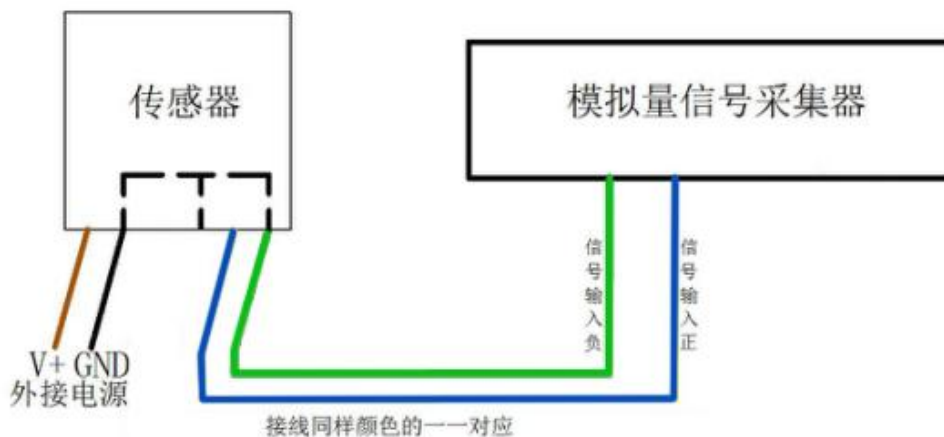 传感器
模拟量信号采集器
信号输入负
信号输入正
V+ GND
外接电源
接线同样颜色的一一对应